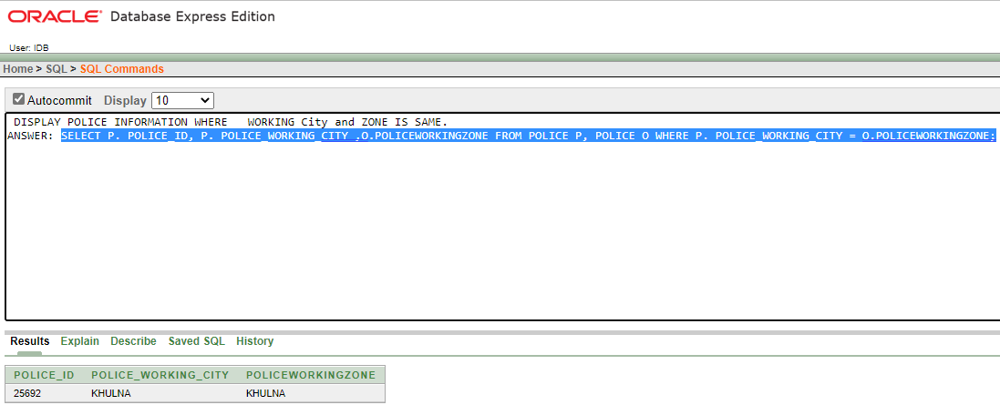 ORACLE® Database Express Edition
User: IDB
Home > SQL > SQL Commands
Autocommit Display 10
DISPLAY POLICE INFORMATION WHERE WORKING City and ZONE IS SAME.
ANSWER: SELECT P. POLICE_ID, P. POLICE_WORKING_CITY ,O.POLICEWORKINGZONE FROM POLICE P, POLICE O WHERE P. POLICE_WORKING_CITY = O.POLICEWORKINGZONE;
Results Explain Describe Saved SQL History
POLICE_ID POLICE_WORKING_CITY POLICEWORKINGZONE
25692 KHULNA KHULNA